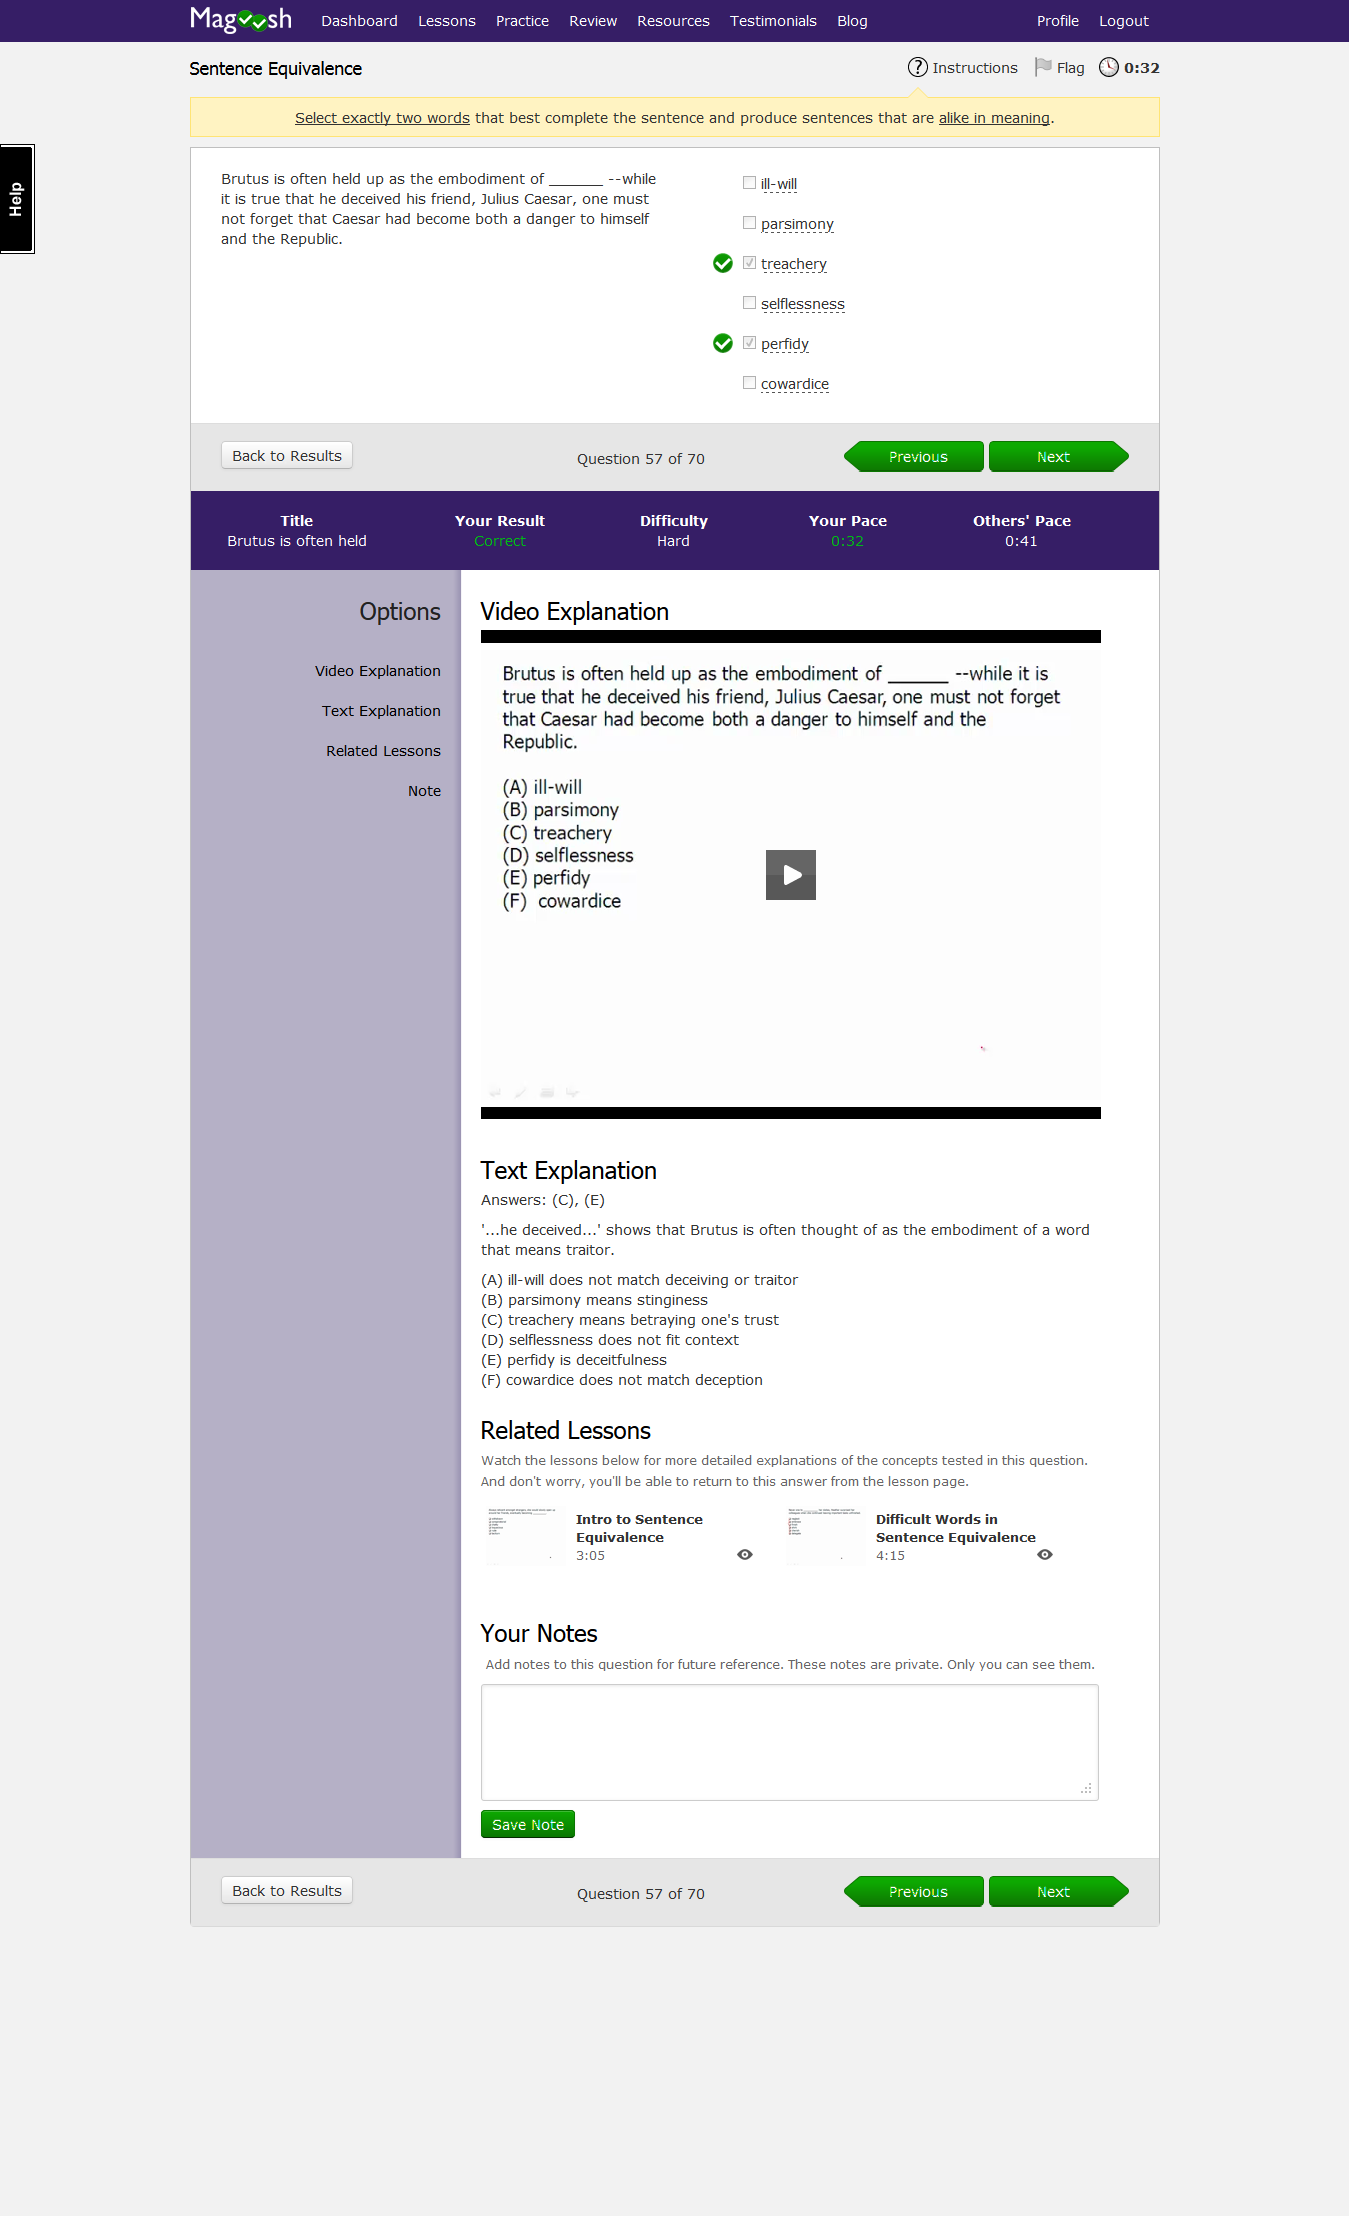 Magoosh Dashboard Lessons Practice Review Resources Testimonials Blog Profile Logout
Sentence Equivalence
Instructions Flag 0:32
Select exactly two words that best complete the sentence and produce sentences that are alike in meaning.
Help
Brutus is often held up as the embodiment of _______ --while
it is true that he deceived his friend, Julius Caesar, one must
not forget that Caesar had become both a danger to himself
and the Republic.
ill-will
parsimony
treachery
selflessness
perfidy
cowardice
Back to Results Question 57 of 70 Previous Next
Title Your Result Difficulty Your Pace Others' Pace
Brutus is often held Correct Hard 0:32 0:41
Options
Video Explanation
Text Explanation
Related Lessons
Note
Video Explanation
Brutus is often held up as the embodiment of ______ --while it is
true that he deceived his friend, Julius Caesar, one must not forget
that Caesar had become both a danger to himself and the
Republic.
(A) ill-will
(B) parsimony
(C) treachery
(D) selflessness
(E) perfidy
(F) cowardice
Text Explanation
Answers: (C), (E)
'...he deceived...' shows that Brutus is often thought of as the embodiment of a word
that means traitor.
(A) ill-will does not match deceiving or traitor
(B) parsimony means stinginess
(C) treachery means betraying one's trust
(D) selflessness does not fit context
(E) perfidy is deceitfulness
(F) cowardice does not match deception
Related Lessons
Watch the lessons below for more detailed explanations of the concepts tested in this question.
And don't worry, you'll be able to return to this answer from the lesson page.
Intro to Sentence
Equivalence
3:05
Difficult Words in
Sentence Equivalence
4:15
Your Notes
Add notes to this question for future reference. These notes are private. Only you can see them.
Save Note
Back to Results Question 57 of 70 Previous Next